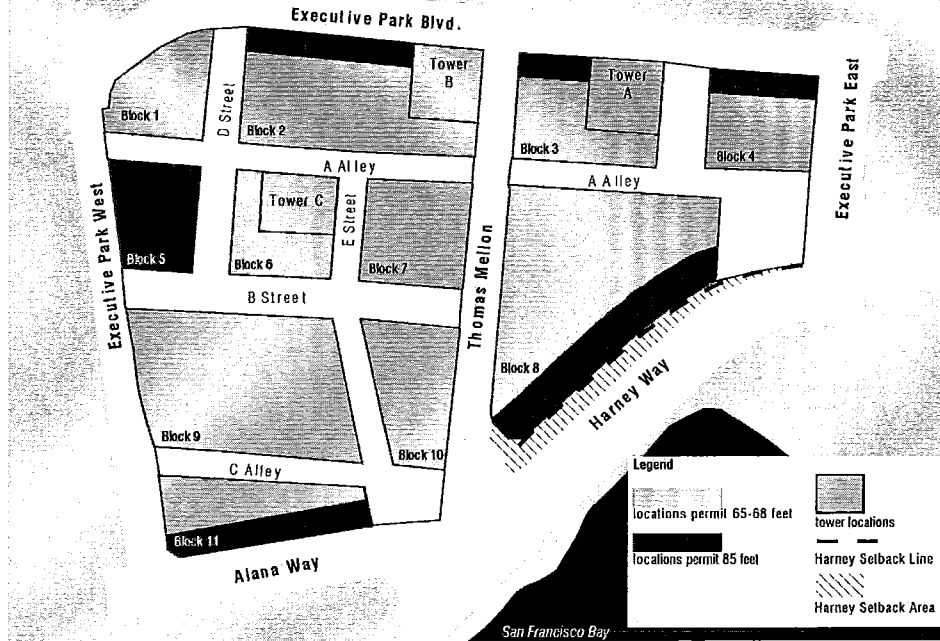 Executive Park Blvd.
Tower
B
Tower
A
D Street
Block 1
Block 2
Block 3
Block 4
Executive Park East
A Alley
A Alley
Executive Park West
Tower C
E Street
Block 5
Block 6
Block 7
Thomas Mellon
B Street
Block 8
Harney Way
Block 9
Block 10
C Alley
Block 11
Alana Way
Legend
locations permit 65-68 feet
tower locations
locations permit 85 feet
Harney Setback Line
Harney Setback Area
San Francisco Bay